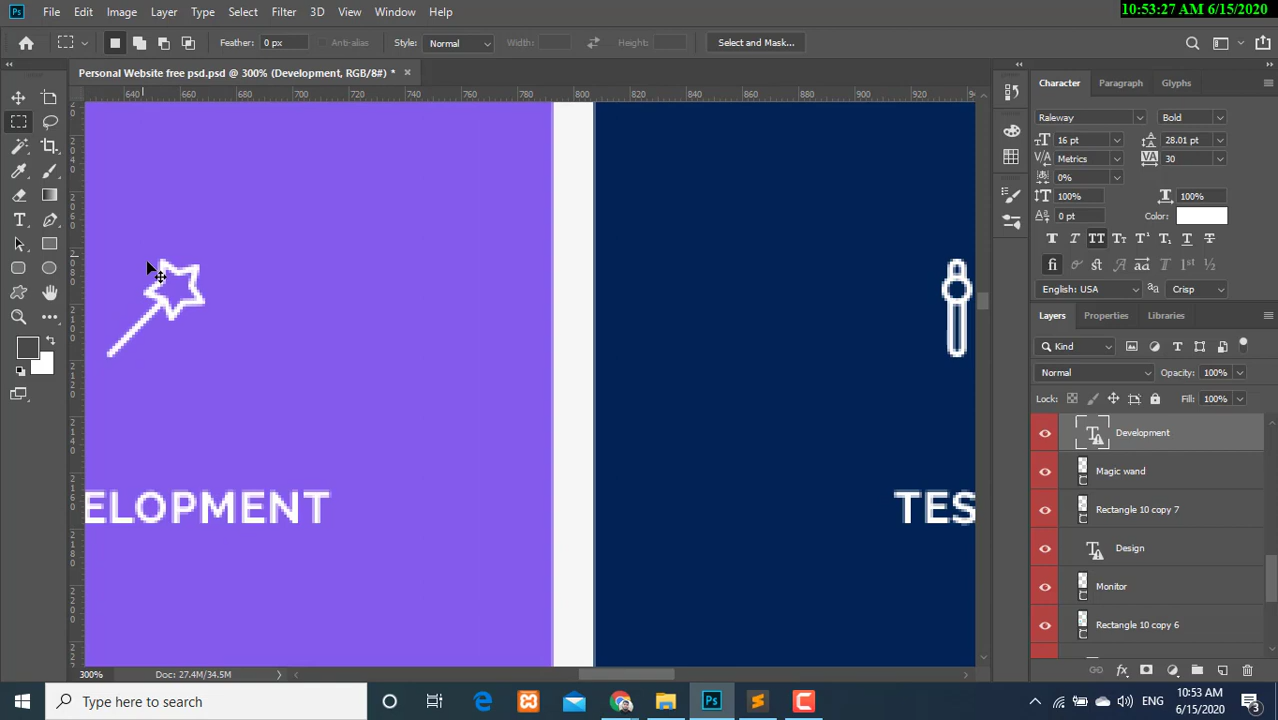 File Edit Image Layer Type Select Filter 3D View Window Help
10:53:27 AM 6/15/2020
Feather: 0 px Anti-alias Style: Normal Width: Height: Select and Mask...
Personal Website free psd.psd @ 300% (Development, RGB/8#) * ×
640 660 680 700 720 740 760 780 800 820 840 860 880 900 920
Character Paragraph Glyphs
Raleway Bold
16 pt 28.01 pt
Metrics 30
0%
100% 100%
0 pt Color:
English: USA Crisp
Layers Properties Libraries
Kind
Normal Opacity: 100%
Lock: Fill: 100%
Development
Magic wand
Rectangle 10 copy 7
Design
Monitor
Rectangle 10 copy 6
ELOPMENT
TES
300% Doc: 27.4M/34.5M
Type here to search
ENG
10:53 AM
6/15/2020
3